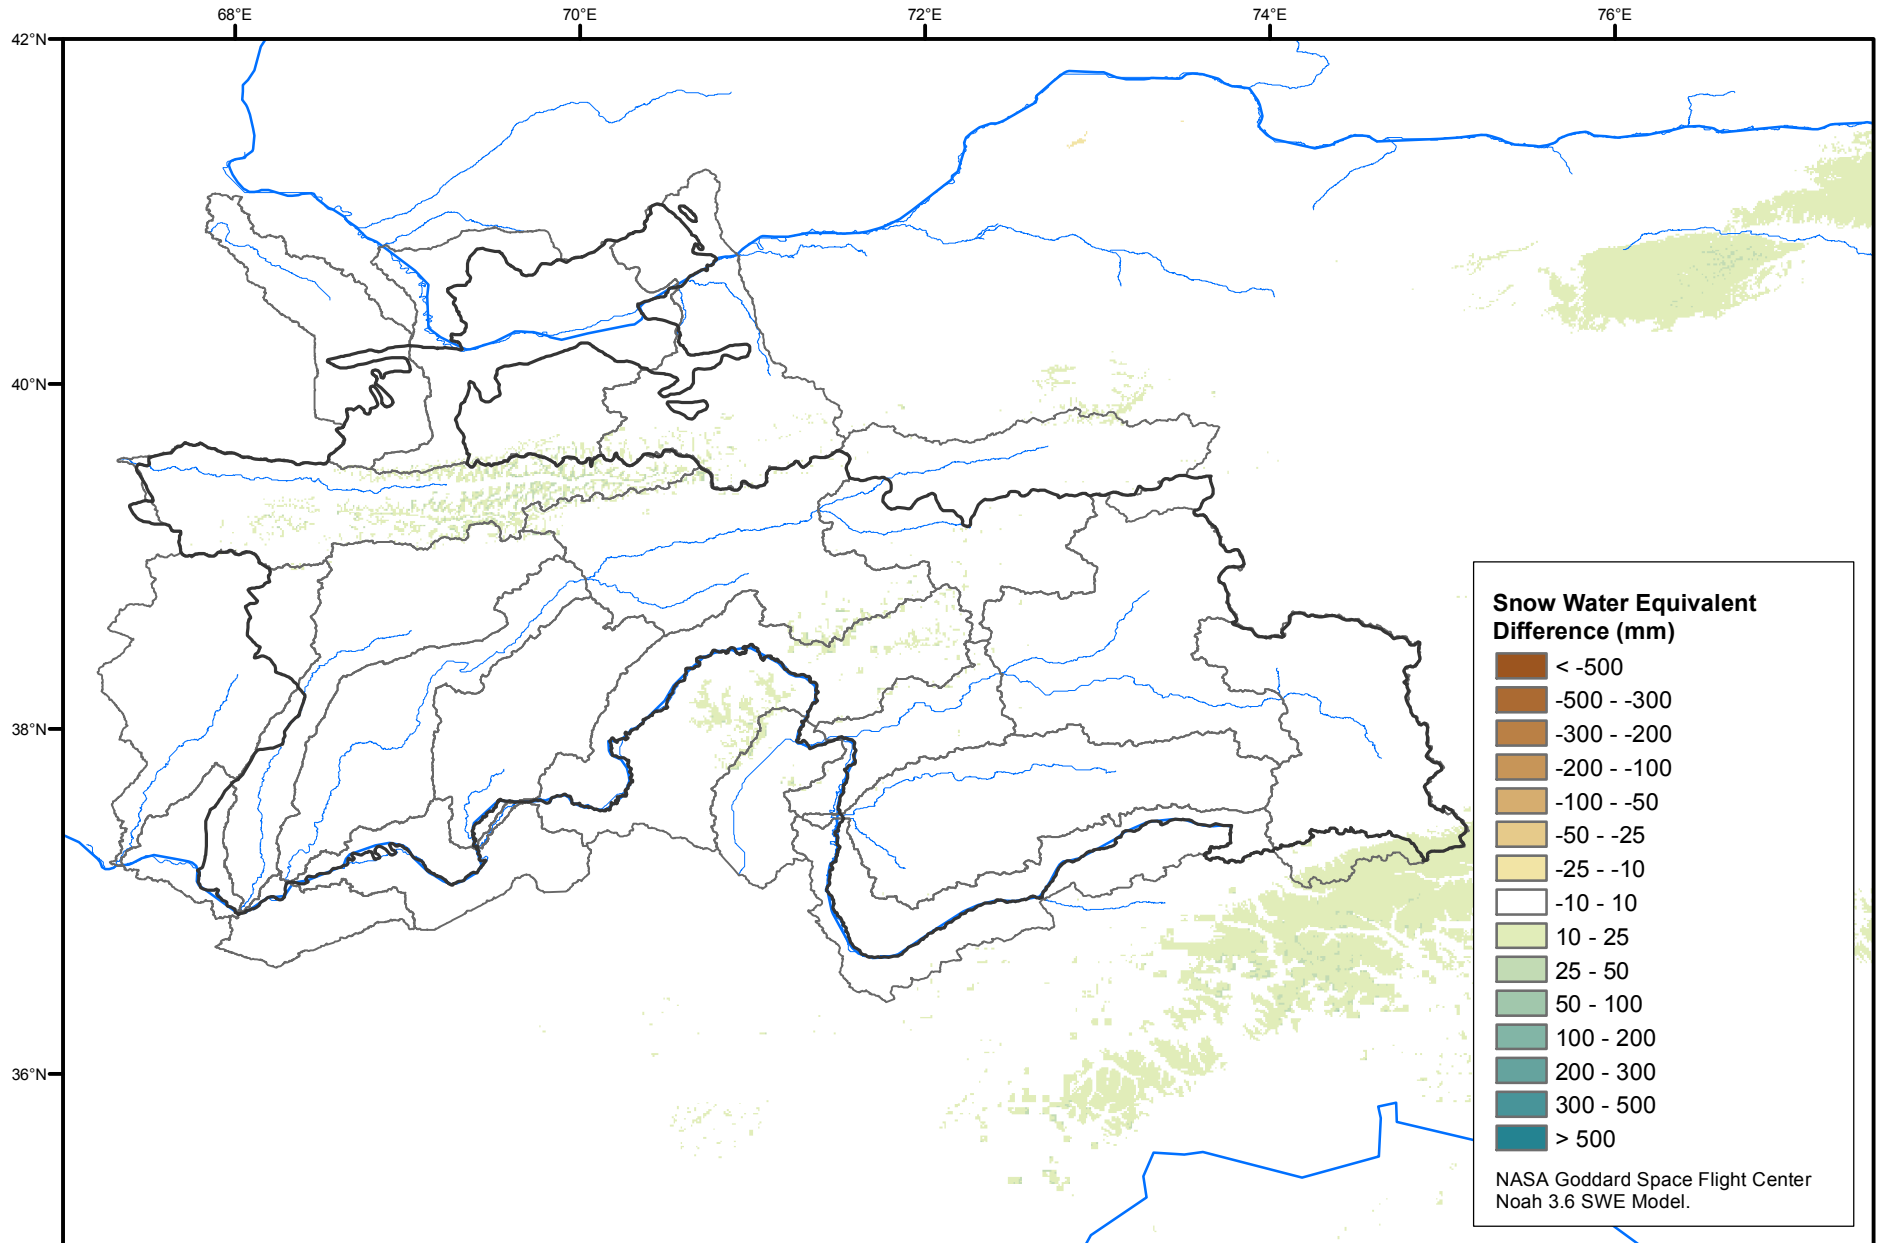 68°E
70°E
72°E
74°E
76°E
42°N
40°N
38°N
36°N
Snow Water Equivalent
Difference (mm)
< -500
-500 - -300
-300 - -200
-200 - -100
-100 - -50
-50 - -25
-25 - -10
-10 - 10
10 - 25
25 - 50
50 - 100
100 - 200
200 - 300
300 - 500
> 500
NASA Goddard Space Flight Center
Noah 3.6 SWE Model.